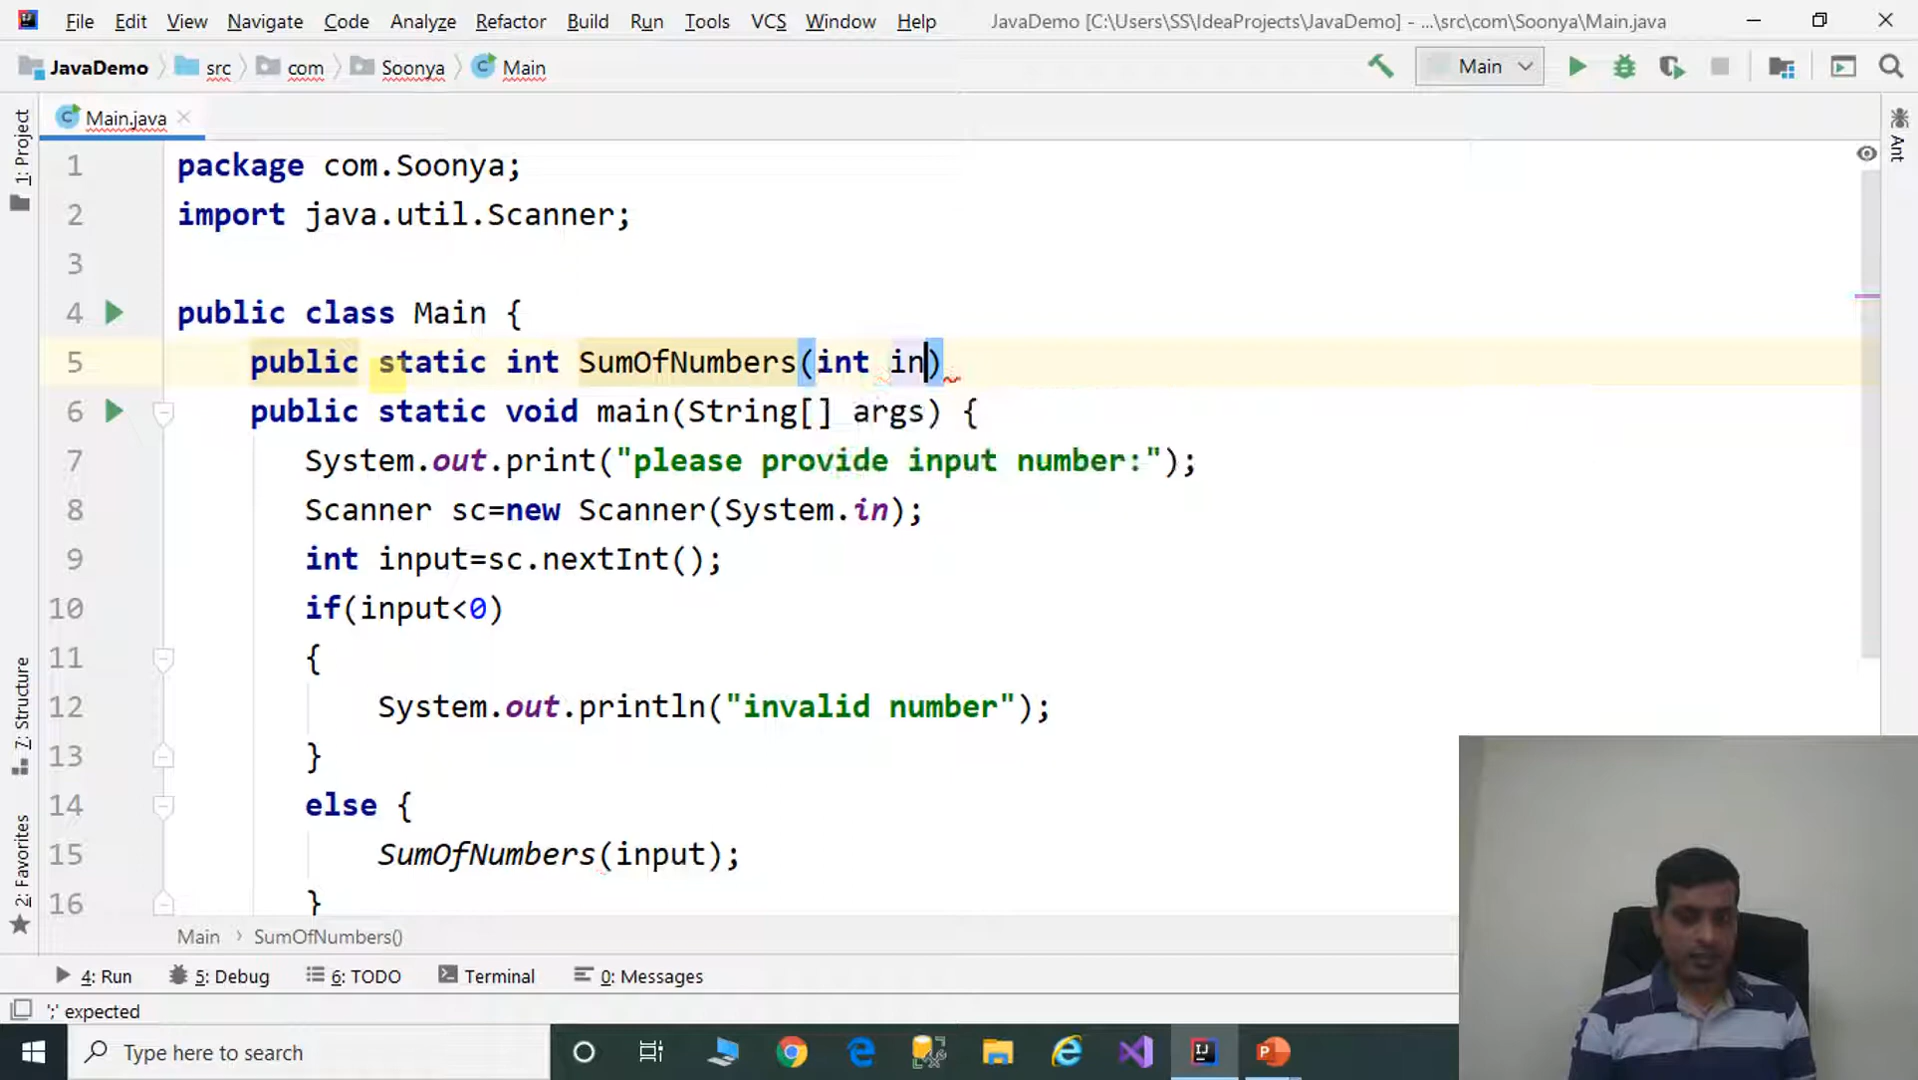 File Edit View Navigate Code Analyze Refactor Build Run Tools VCS Window Help JavaDemo [C:\Users\SS\IdeaProjects\JavaDemo] - ...\src\com\Soonya\Main.java
JavaDemo src com Soonya Main Main
Main.java
1: Project
7: Structure
2: Favorites
Ant
1 package com.Soonya;
2 import java.util.Scanner;
3
4 public class Main {
5 public static int SumOfNumbers(int in)
6 public static void main(String[] args) {
7 System.out.print("please provide input number:");
8 Scanner sc=new Scanner(System.in);
9 int input=sc.nextInt();
10 if(input<0)
11 {
12 System.out.println("invalid number");
13 }
14 else {
15 SumOfNumbers(input);
16 }
Main SumOfNumbers()
4: Run 5: Debug 6: TODO Terminal 0: Messages
';' expected
Type here to search